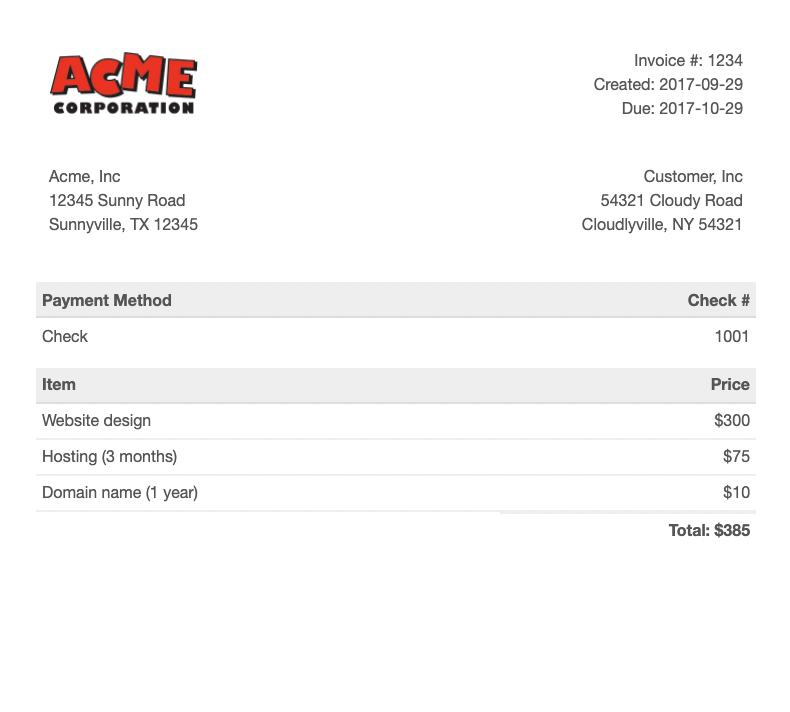 ACME
CORPORATION
Invoice #: 1234
Created: 2017-09-29
Due: 2017-10-29
Acme, Inc
12345 Sunny Road
Sunnyville, TX 12345
Customer, Inc
54321 Cloudy Road
Cloudlyville, NY 54321
Payment Method Check #
Check 1001
Item Price
Website design $300
Hosting (3 months) $75
Domain name (1 year) $10
Total: $385